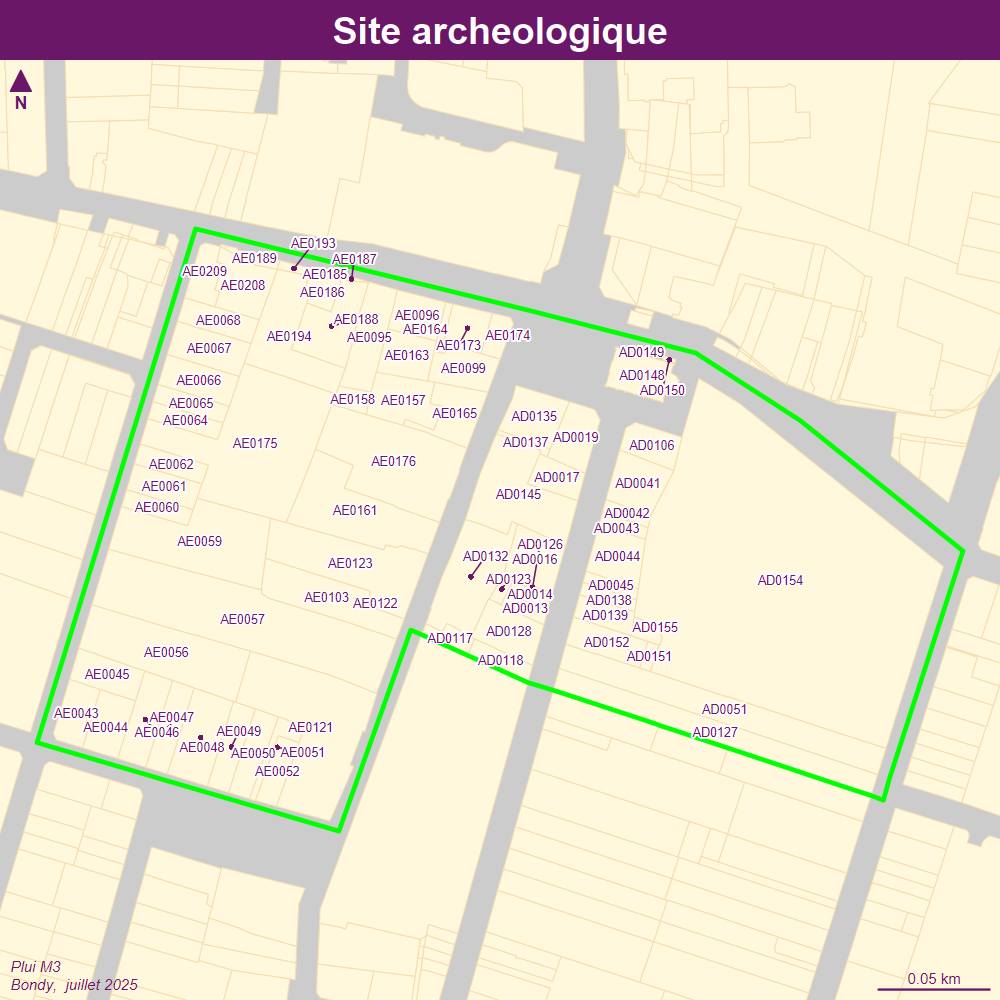 Site archeologique
N
AE0193
AE0189
AE0187
AE0209
AE0185
AE0208
AE0186
AE0068
AE0188
AE0096
AE0164
AE0194
AE0095
AE0174
AE0173
AE0067
AE0163
AD0149
AE0099
AE0066
AD0148
AD0150
AE0065
AE0158
AE0157
AE0064
AE0165
AD0135
AE0175
AD0137
AD0019
AD0106
AE0062
AE0176
AE0061
AD0017
AD0041
AE0060
AD0145
AE0161
AD0042
AD0043
AE0059
AD0126
AD0132
AD0016
AD0044
AE0123
AD0123
AD0154
AD0014
AD0045
AE0103
AE0122
AD0013
AD0138
AD0139
AE0057
AD0128
AD0155
AD0117
AD0152
AE0056
AD0118
AD0151
AE0045
AE0043
AE0047
AD0051
AE0044
AE0046
AE0049
AE0121
AD0127
AE0048
AE0050
AE0051
AE0052
Plui M3
Bondy, juillet 2025
0.05 km